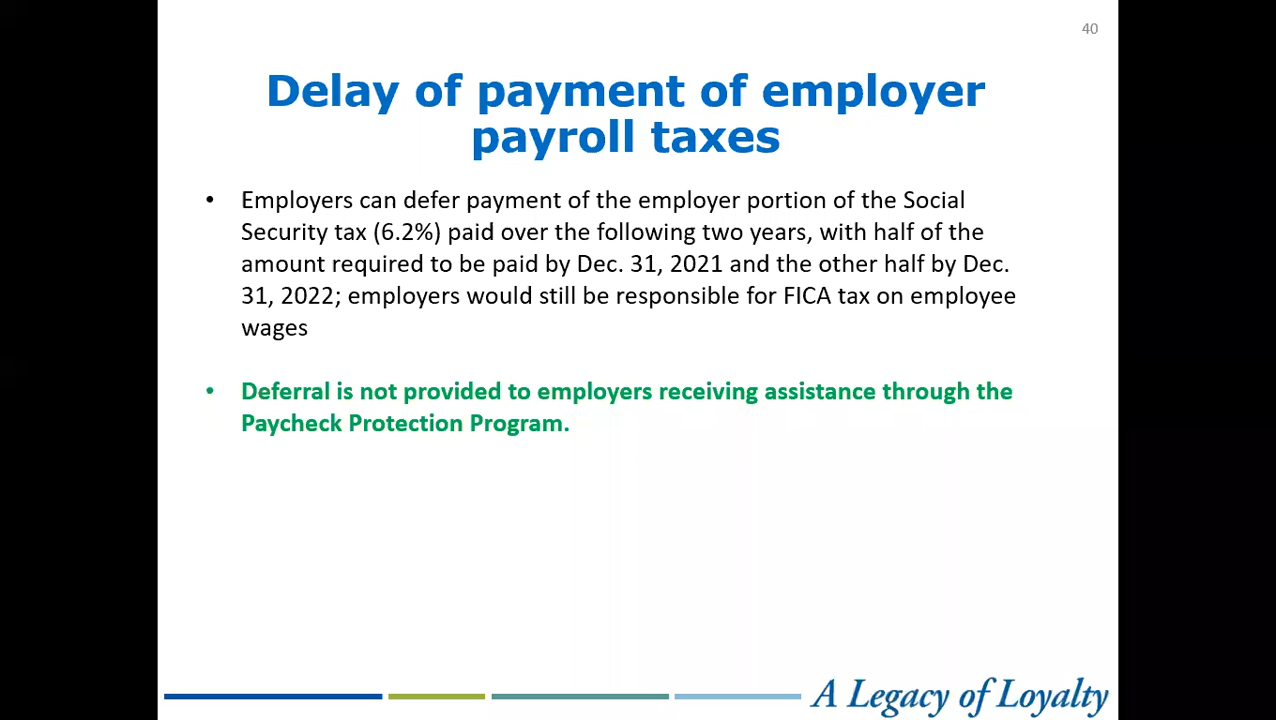 40
Delay of payment of employer
payroll taxes
• Employers can defer payment of the employer portion of the Social
Security tax (6.2%) paid over the following two years, with half of the
amount required to be paid by Dec. 31, 2021 and the other half by Dec.
31, 2022; employers would still be responsible for FICA tax on employee
wages
• Deferral is not provided to employers receiving assistance through the
Paycheck Protection Program.
A Legacy of Loyalty